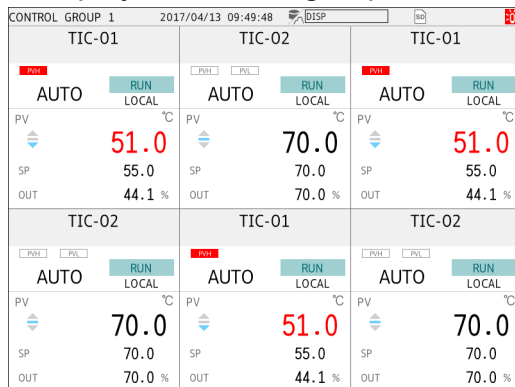 CONTROL GROUP 1 2017/04/13 09:49:48 DISP SD
TIC-01 TIC-02 TIC-01
PVH PVH PVL PVH
AUTO RUN AUTO RUN AUTO RUN
LOCAL LOCAL LOCAL
PV ℃ PV ℃ PV ℃
51.0 70.0 51.0
SP 55.0 SP 70.0 SP 55.0
OUT 44.1 % OUT 70.0 % OUT 44.1 %
TIC-02 TIC-01 TIC-02
PVH PVL PVH PVH PVL
AUTO RUN AUTO RUN AUTO RUN
LOCAL LOCAL LOCAL
PV ℃ PV ℃ PV ℃
70.0 51.0 70.0
SP 70.0 SP 55.0 SP 70.0
OUT 70.0 % OUT 44.1 % OUT 70.0 %